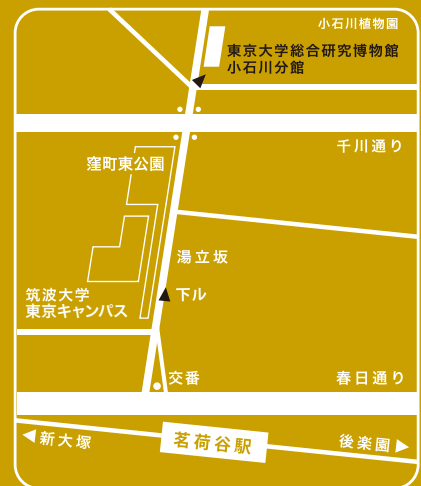 小石川植物園
東京大学総合研究博物館
小石川分館
千川通り
窪町東公園
湯立坂
筑波大学
東京キャンパス
下ル
交番
春日通り
新大塚
茗荷谷駅
後楽園